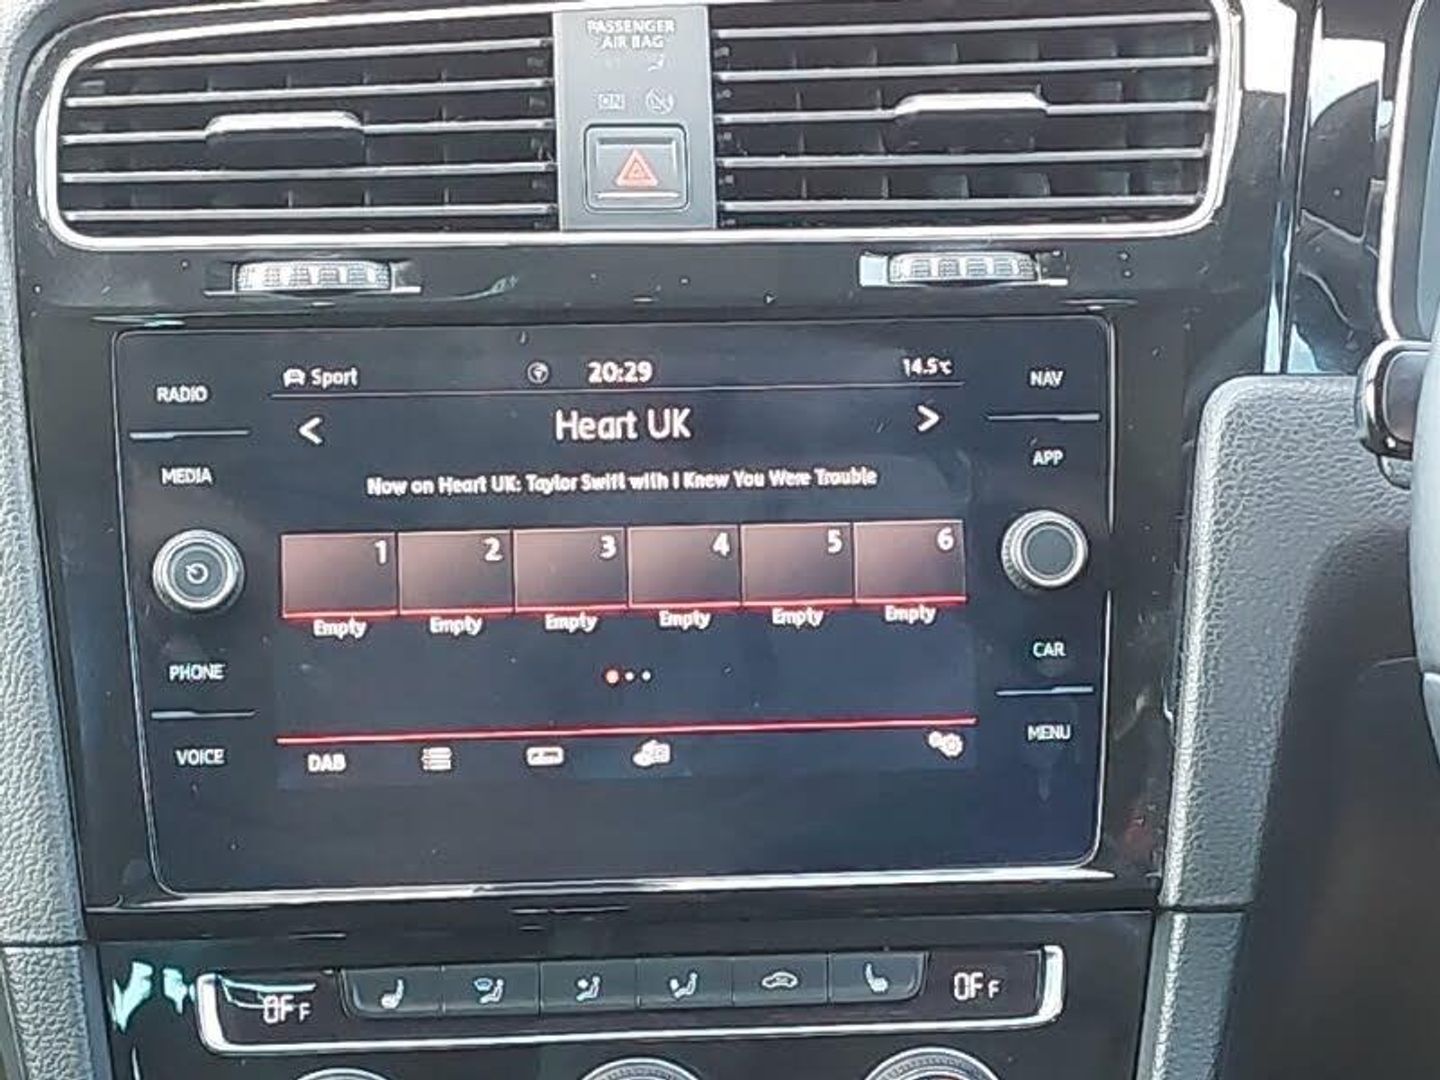 PASSENGER
AIR BAG
ON
RADIO
MEDIA
PHONE
VOICE
Sport
20:29
14.5°C
< Heart UK >
Now on Heart UK: Taylor Swift with I Knew You Were Trouble
1 2 3 4 5 6
Empty Empty Empty Empty Empty Empty
DAB
NAV
APP
CAR
MENU
OFF OFF